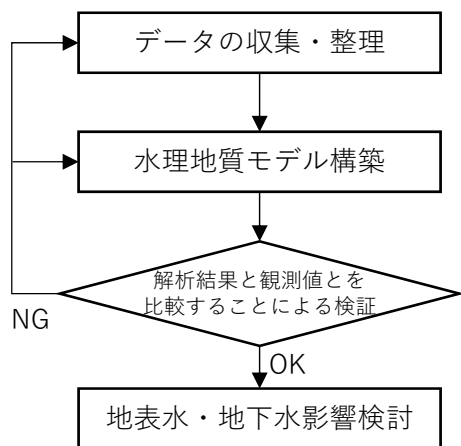 データの収集・整理
水理地質モデル構築
解析結果と観測値とを
比較することによる検証
NG
OK
地表水・地下水影響検討